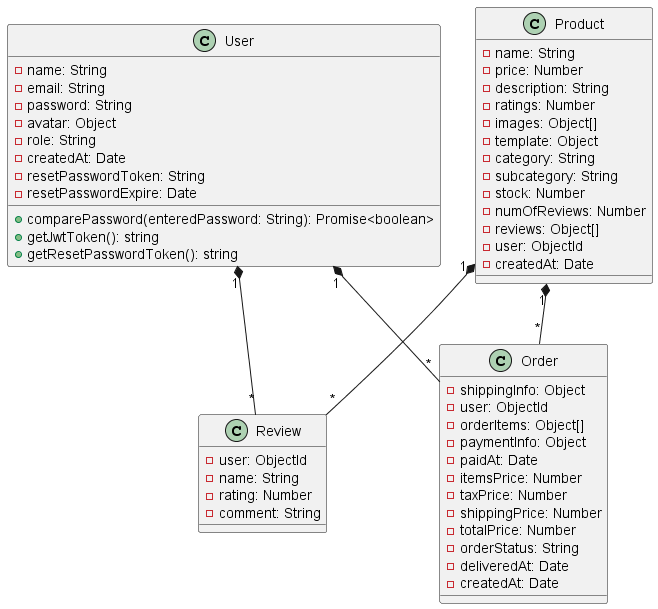 C User
name: String
email: String
password: String
avatar: Object
role: String
createdAt: Date
resetPasswordToken: String
resetPasswordExpire: Date
comparePassword(enteredPassword: String): Promise<boolean>
getJwtToken(): string
getResetPasswordToken(): string
C Product
name: String
price: Number
description: String
ratings: Number
images: Object[]
template: Object
category: String
subcategory: String
stock: Number
numOfReviews: Number
reviews: Object[]
user: ObjectId
createdAt: Date
1
1
1
1
*
*
*
*
C Review
user: ObjectId
name: String
rating: Number
comment: String
C Order
shippingInfo: Object
user: ObjectId
orderItems: Object[]
paymentInfo: Object
paidAt: Date
itemsPrice: Number
taxPrice: Number
shippingPrice: Number
totalPrice: Number
orderStatus: String
deliveredAt: Date
createdAt: Date